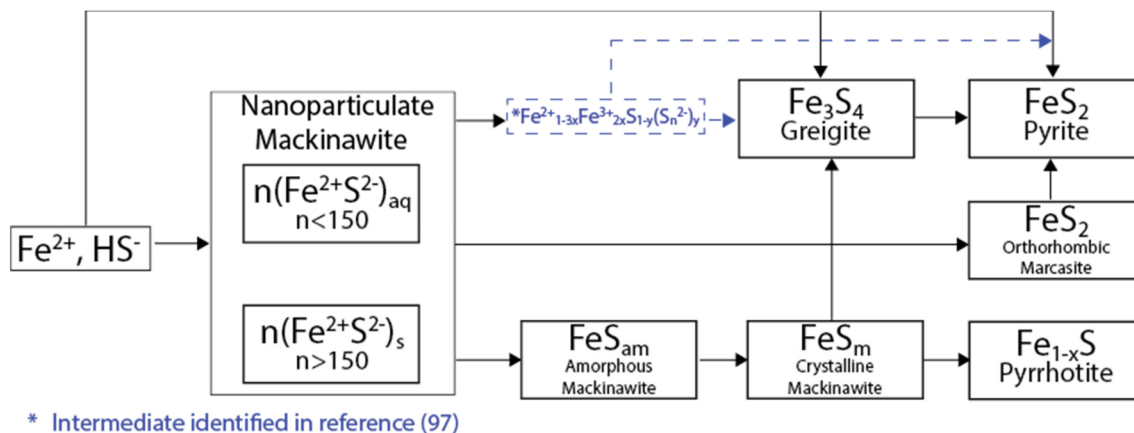 Nanoparticulate
Mackinawite
n(Fe²⁺S²⁻)aq
n<150
n(Fe²⁺S²⁻)s
n>150
Fe²⁺, HS⁻
*Fe²⁺₁₋₃ₓFe³⁺₂ₓS₁₋y(Sₙ²⁻)y
Fe₃S₄
Greigite
FeS₂
Pyrite
FeS₂
Orthorhombic
Marcasite
FeSam
Amorphous
Mackinawite
FeSm
Crystalline
Mackinawite
Fe₁₋ₓS
Pyrrhotite
* Intermediate identified in reference (97)